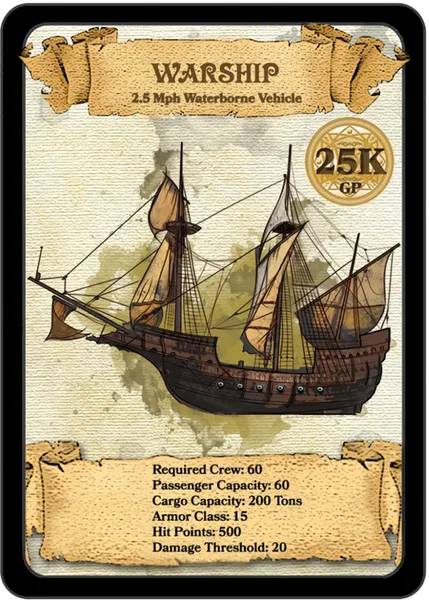 WARSHIP
2.5 Mph Waterborne Vehicle
25K
GP
Required Crew: 60
Passenger Capacity: 60
Cargo Capacity: 200 Tons
Armor Class: 15
Hit Points: 500
Damage Threshold: 20